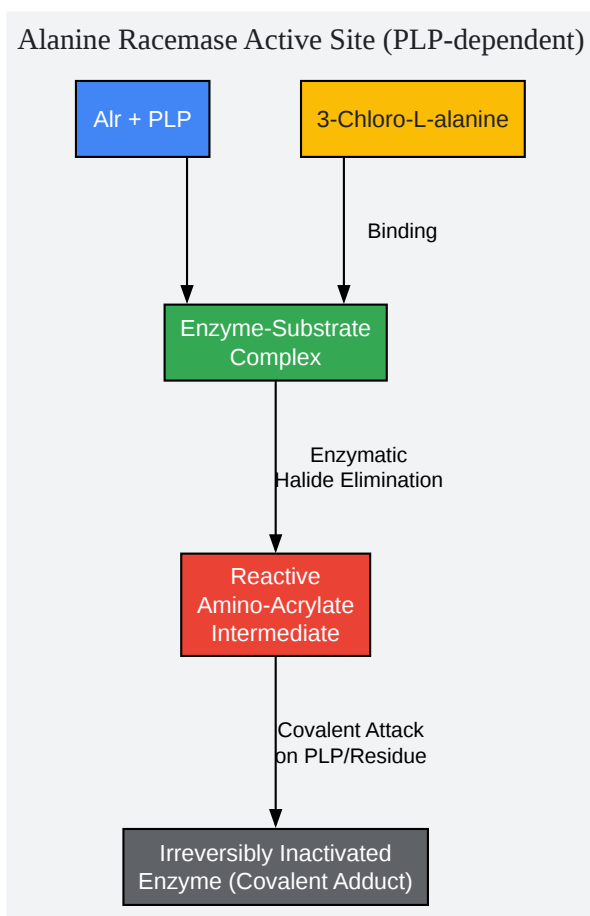 Alanine Racemase Active Site (PLP-dependent)
Alr + PLP
3-Chloro-L-alanine
Binding
Enzyme-Substrate
Complex
Enzymatic
Halide Elimination
Reactive
Amino-Acrylate
Intermediate
Covalent Attack
on PLP/Residue
Irreversibly Inactivated
Enzyme (Covalent Adduct)